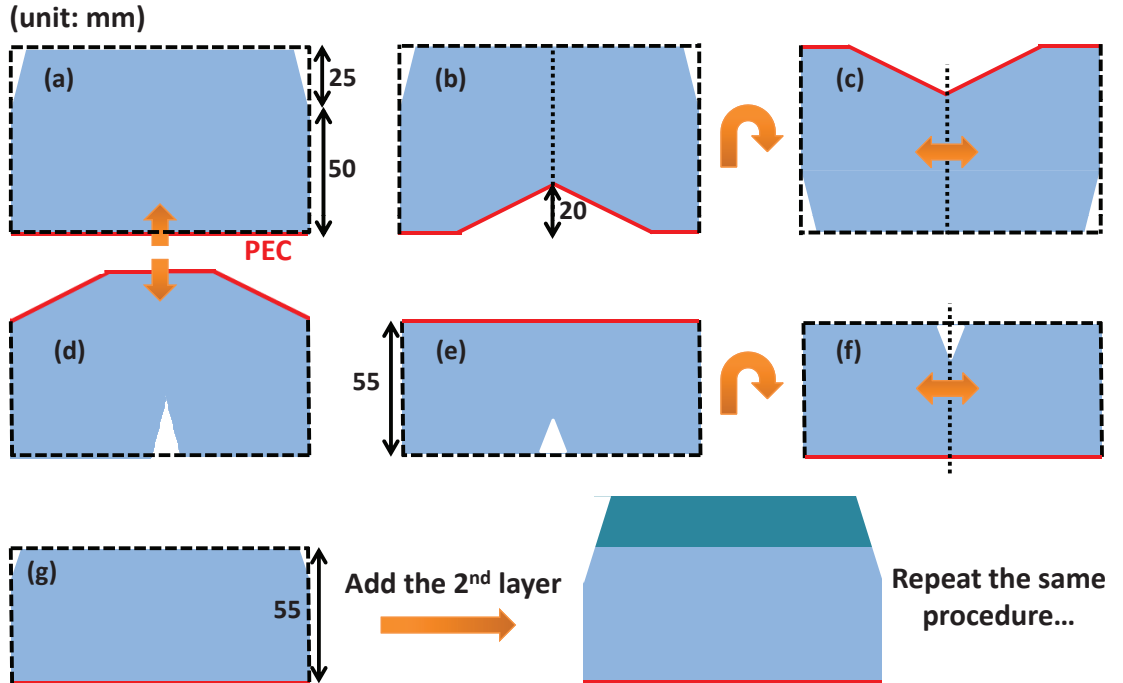 (unit: mm)
(a)
25
50
PEC
(b)
20
(c)
(d)
(e)
55
(f)
(g)
55
Add the 2nd layer
Repeat the same
procedure...